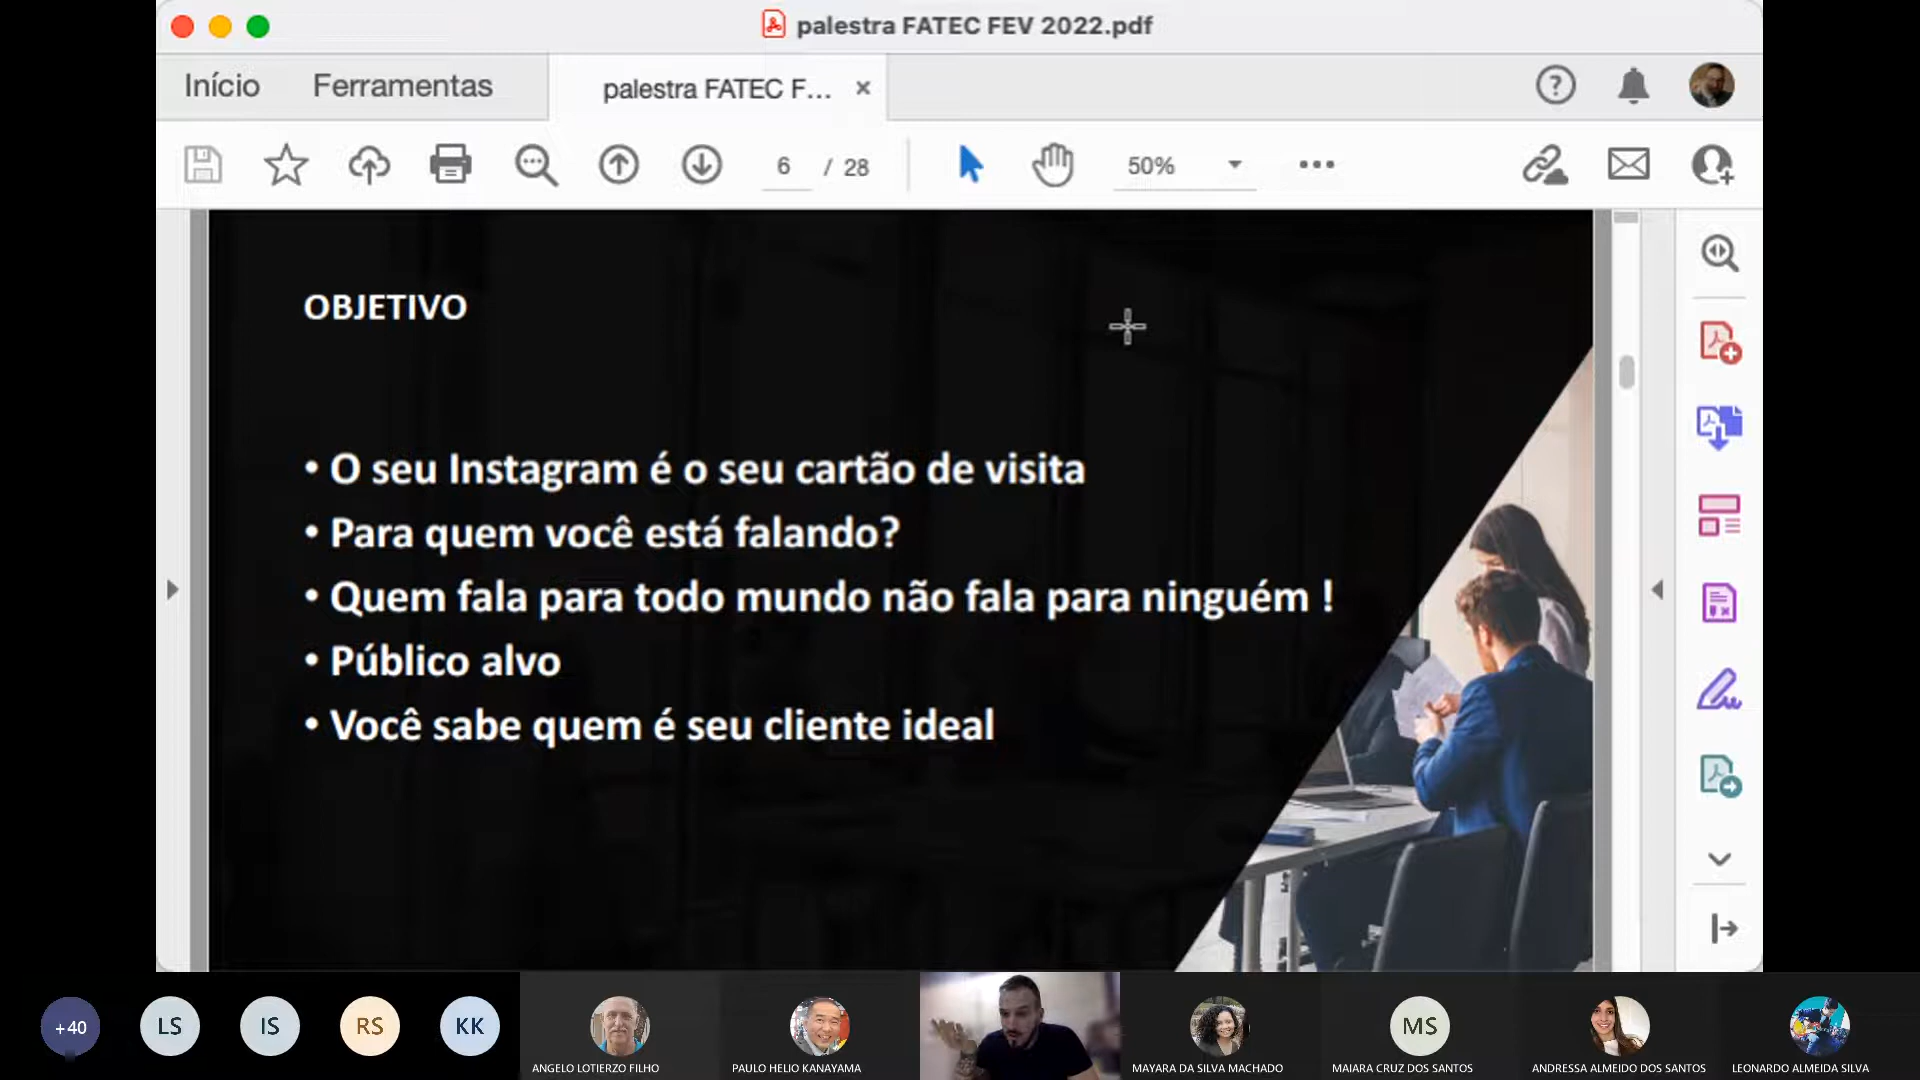 palestra FATEC FEV 2022.pdf
Início Ferramentas palestra FATEC F...
6 / 28 50%
OBJETIVO
• O seu Instagram é o seu cartão de visita
• Para quem você está falando?
• Quem fala para todo mundo não fala para ninguém !
• Público alvo
• Você sabe quem é seu cliente ideal
+40 LS IS RS KK MS
ANGELO LOTIERZO FILHO PAULO HELIO KANAYAMA MAYARA DA SILVA MACHADO MAIARA CRUZ DOS SANTOS ANDRESSA ALMEIDO DOS SANTOS LEONARDO ALMEIDA SILVA